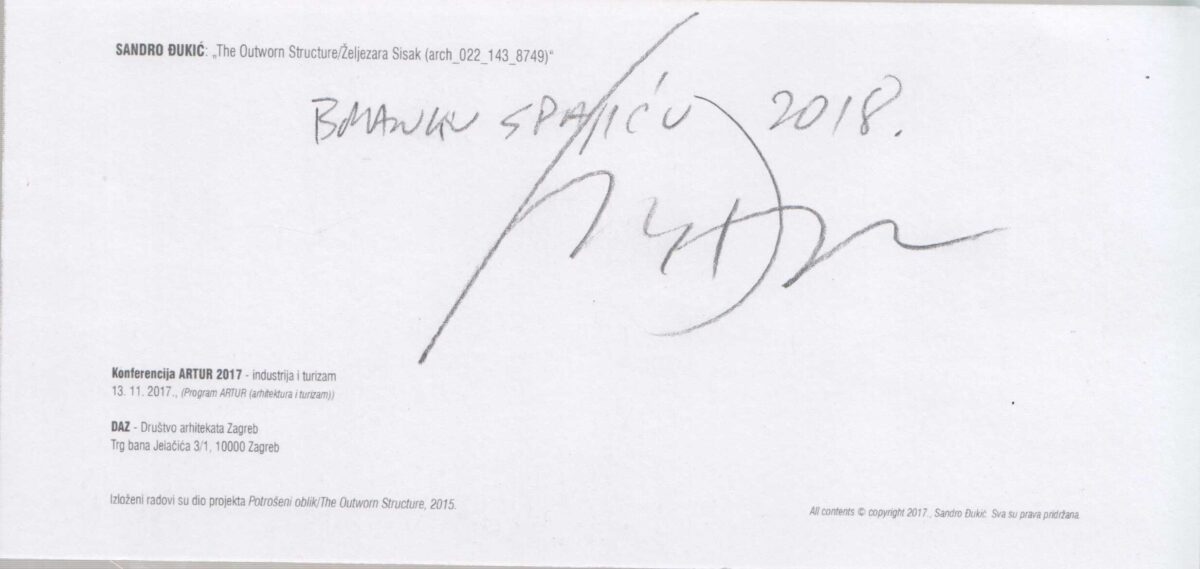 SANDRO ĐUKIĆ: „The Outworn Structure/Željezara Sisak (arch_022_143_8749)“
BRANKU SPAJIĆU 2018.
Konferencija ARTUR 2017 - industrija i turizam
13. 11. 2017., (Program ARTUR (arhitektura i turizam))
DAZ - Društvo arhitekata Zagreb
Trg bana Jelačića 3/1, 10000 Zagreb
Izloženi radovi su dio projekta Potrošeni oblik/The Outworn Structure, 2015.
All contents © copyright 2017., Sandro Đukić. Sva su prava pridržana.